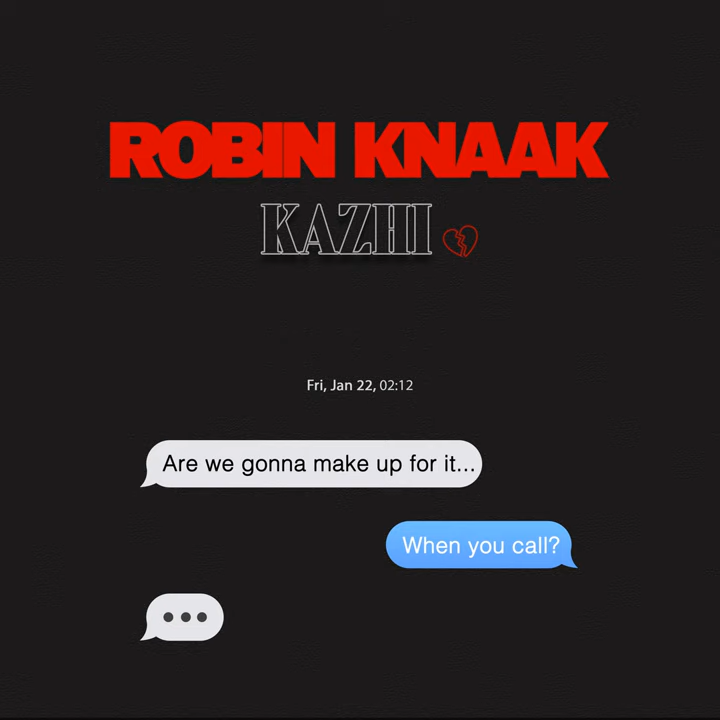 ROBIN KNAAK
KAZHI
Fri, Jan 22, 02:12
Are we gonna make up for it...
When you call?